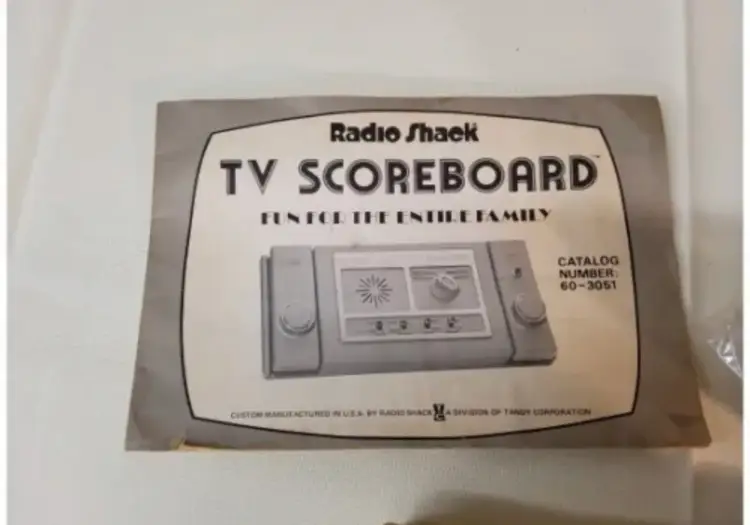 Radio Shack
TV SCOREBOARD™
FUN FOR THE ENTIRE FAMILY
CATALOG
NUMBER:
60-3051
CUSTOM MANUFACTURED IN U.S.A. BY RADIO SHACK A DIVISION OF TANDY CORPORATION